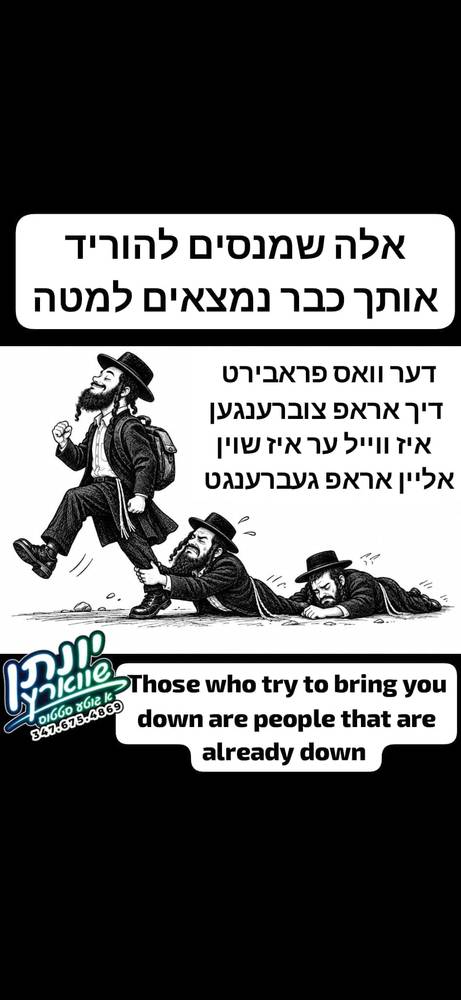 אלה שמנסים להוריד
אותך כבר נמצאים למטה
דער וואס פראבירט
דיך אראפ צוברענגען
איז ווייל ער איז שוין
אליין אראפ געברענגט
יונתן
שווארץ
א גוטע סטטוס
347.675.4869
Those who try to bring you
down are people that are
already down